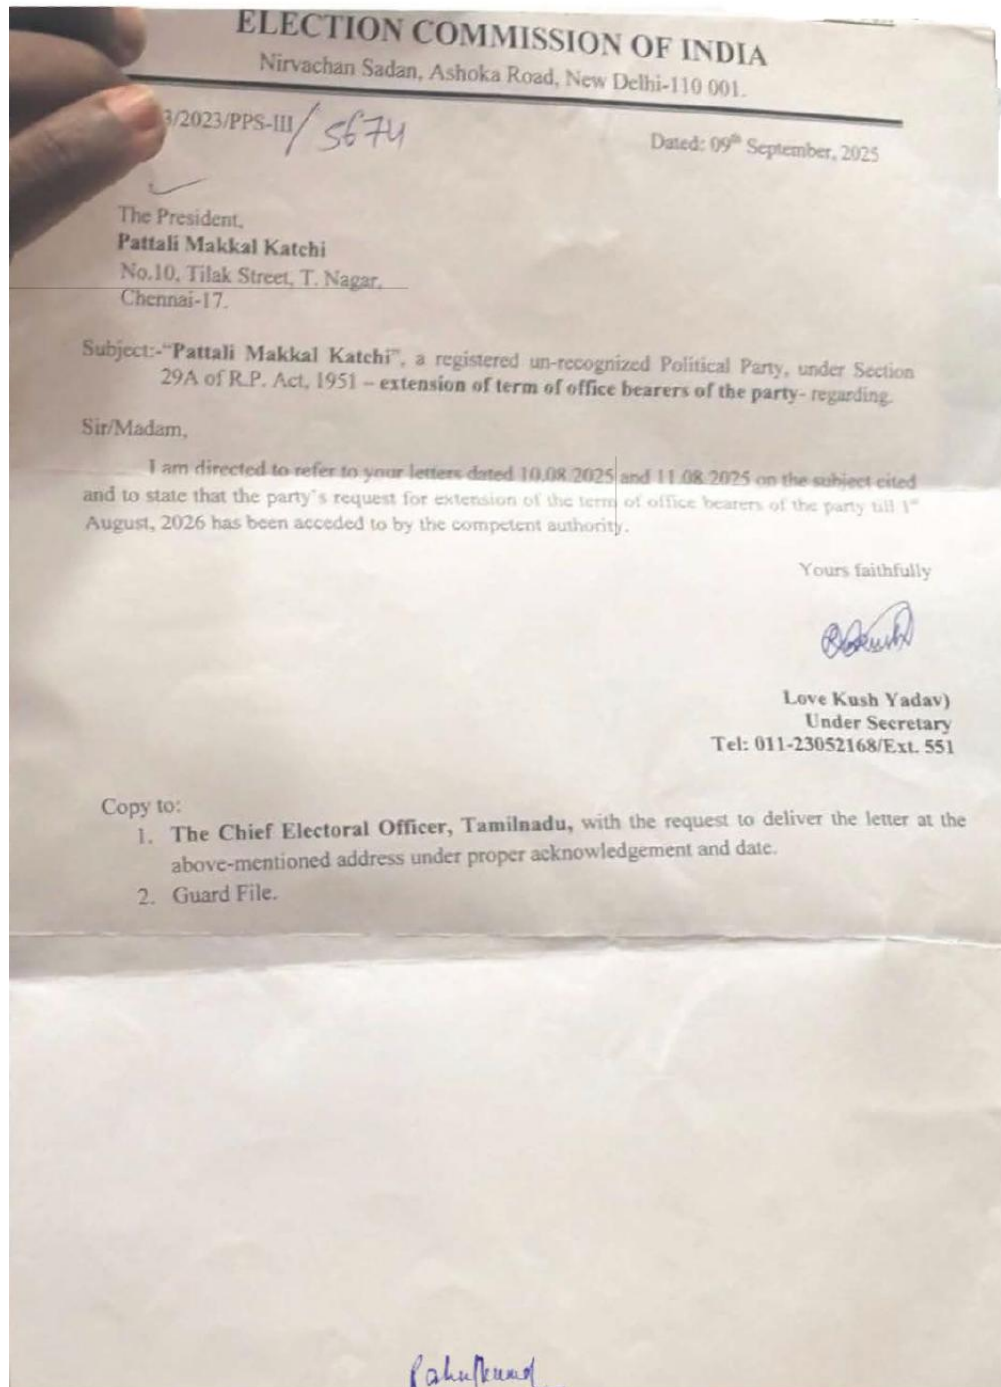 ELECTION COMMISSION OF INDIA
Nirvachan Sadan, Ashoka Road, New Delhi-110 001.
3/2023/PPS-III/5674
Dated: 09th September, 2025
The President,
Pattali Makkal Katchi
No.10, Tilak Street, T. Nagar,
Chennai-17.
Subject:-"Pattali Makkal Katchi", a registered un-recognized Political Party, under Section
29A of R.P. Act, 1951 – extension of term of office bearers of the party- regarding.
Sir/Madam,
I am directed to refer to your letters dated 10.08.2025 and 11.08.2025 on the subject cited
and to state that the party's request for extension of the term of office bearers of the party till 1st
August, 2026 has been acceded to by the competent authority.
Yours faithfully
Love Kush Yadav)
Under Secretary
Tel: 011-23052168/Ext. 551
Copy to:
1. The Chief Electoral Officer, Tamilnadu, with the request to deliver the letter at the
above-mentioned address under proper acknowledgement and date.
2. Guard File.